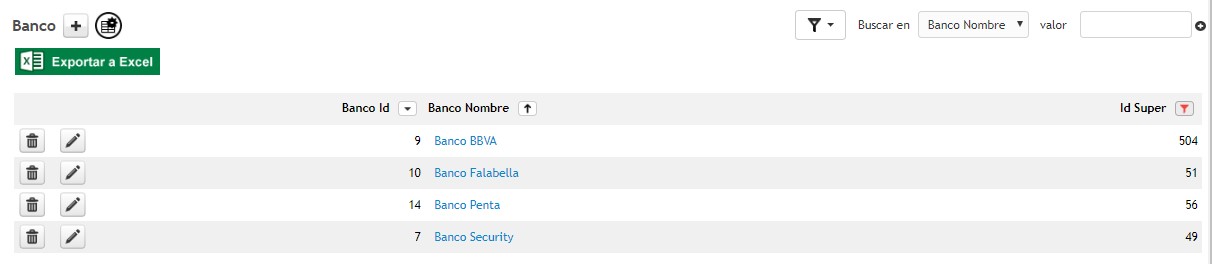 Banco Buscar en Banco Nombre valor
Exportar a Excel
Banco Id Banco Nombre Id Super
9 Banco BBVA 504
10 Banco Falabella 51
14 Banco Penta 56
7 Banco Security 49